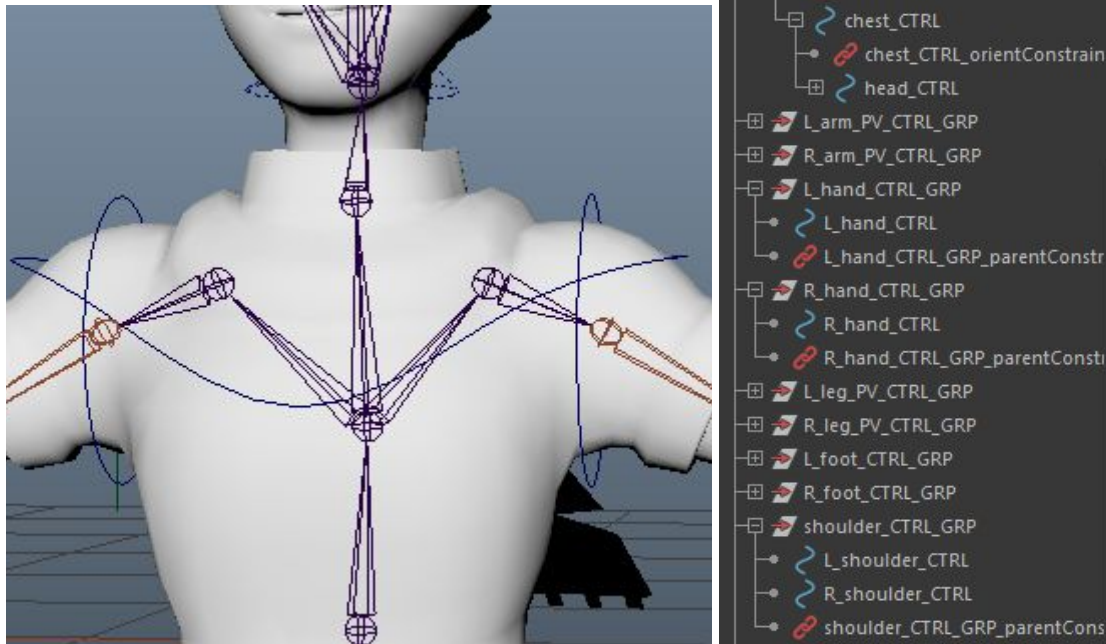 chest_CTRL
chest_CTRL_orientConstrain
head_CTRL
L_arm_PV_CTRL_GRP
R_arm_PV_CTRL_GRP
L_hand_CTRL_GRP
L_hand_CTRL
L_hand_CTRL_GRP_parentConstr
R_hand_CTRL_GRP
R_hand_CTRL
R_hand_CTRL_GRP_parentConstr
L_leg_PV_CTRL_GRP
R_leg_PV_CTRL_GRP
L_foot_CTRL_GRP
R_foot_CTRL_GRP
shoulder_CTRL_GRP
L_shoulder_CTRL
R_shoulder_CTRL
shoulder_CTRL_GRP_parentCons